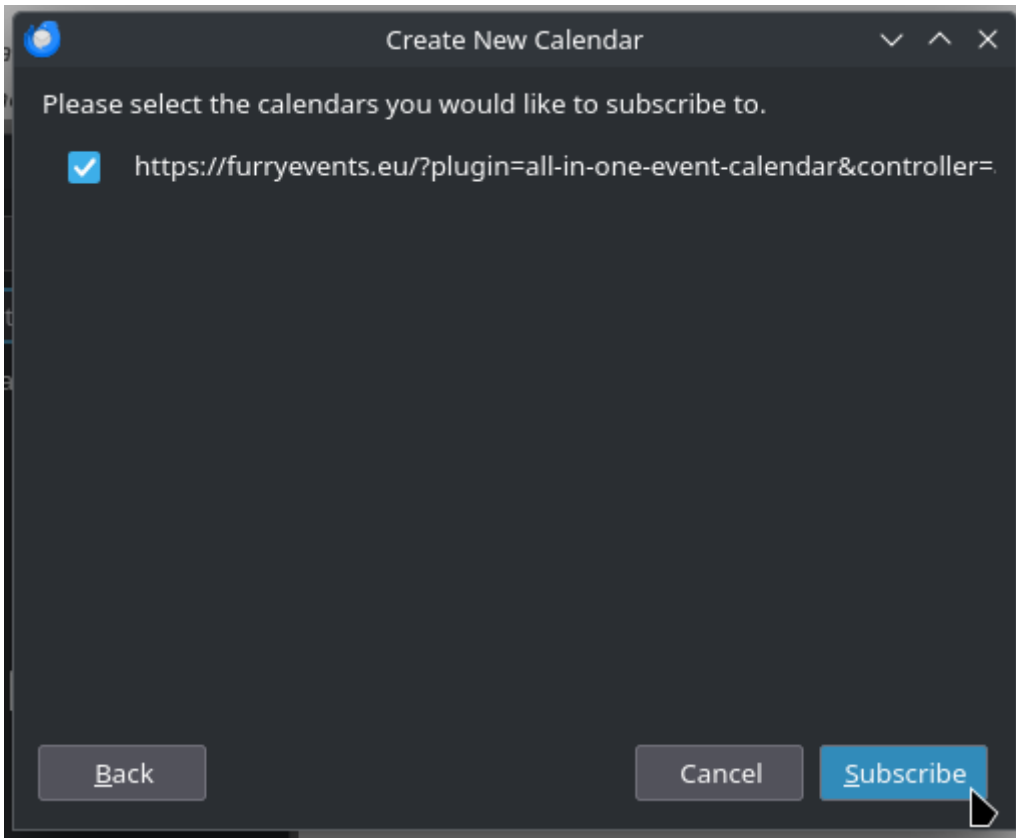 Create New Calendar
Please select the calendars you would like to subscribe to.
https://furryevents.eu/?plugin=all-in-one-event-calendar&controller=
Back
Cancel
Subscribe